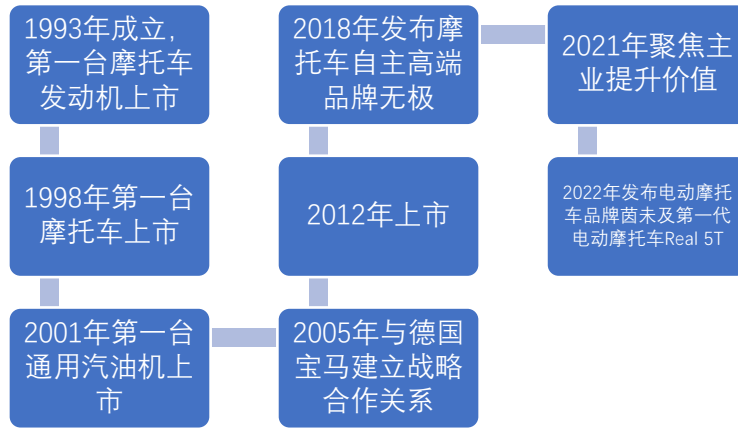 1993年成立，
第一台摩托车
发动机上市
1998年第一台
摩托车上市
2001年第一台
通用汽油机上
市
2005年与德国
宝马建立战略
合作关系
2012年上市
2018年发布摩
托车自主高端
品牌无极
2021年聚焦主
业提升价值
2022年发布电动摩托
车品牌茵未及第一代
电动摩托车Real 5T